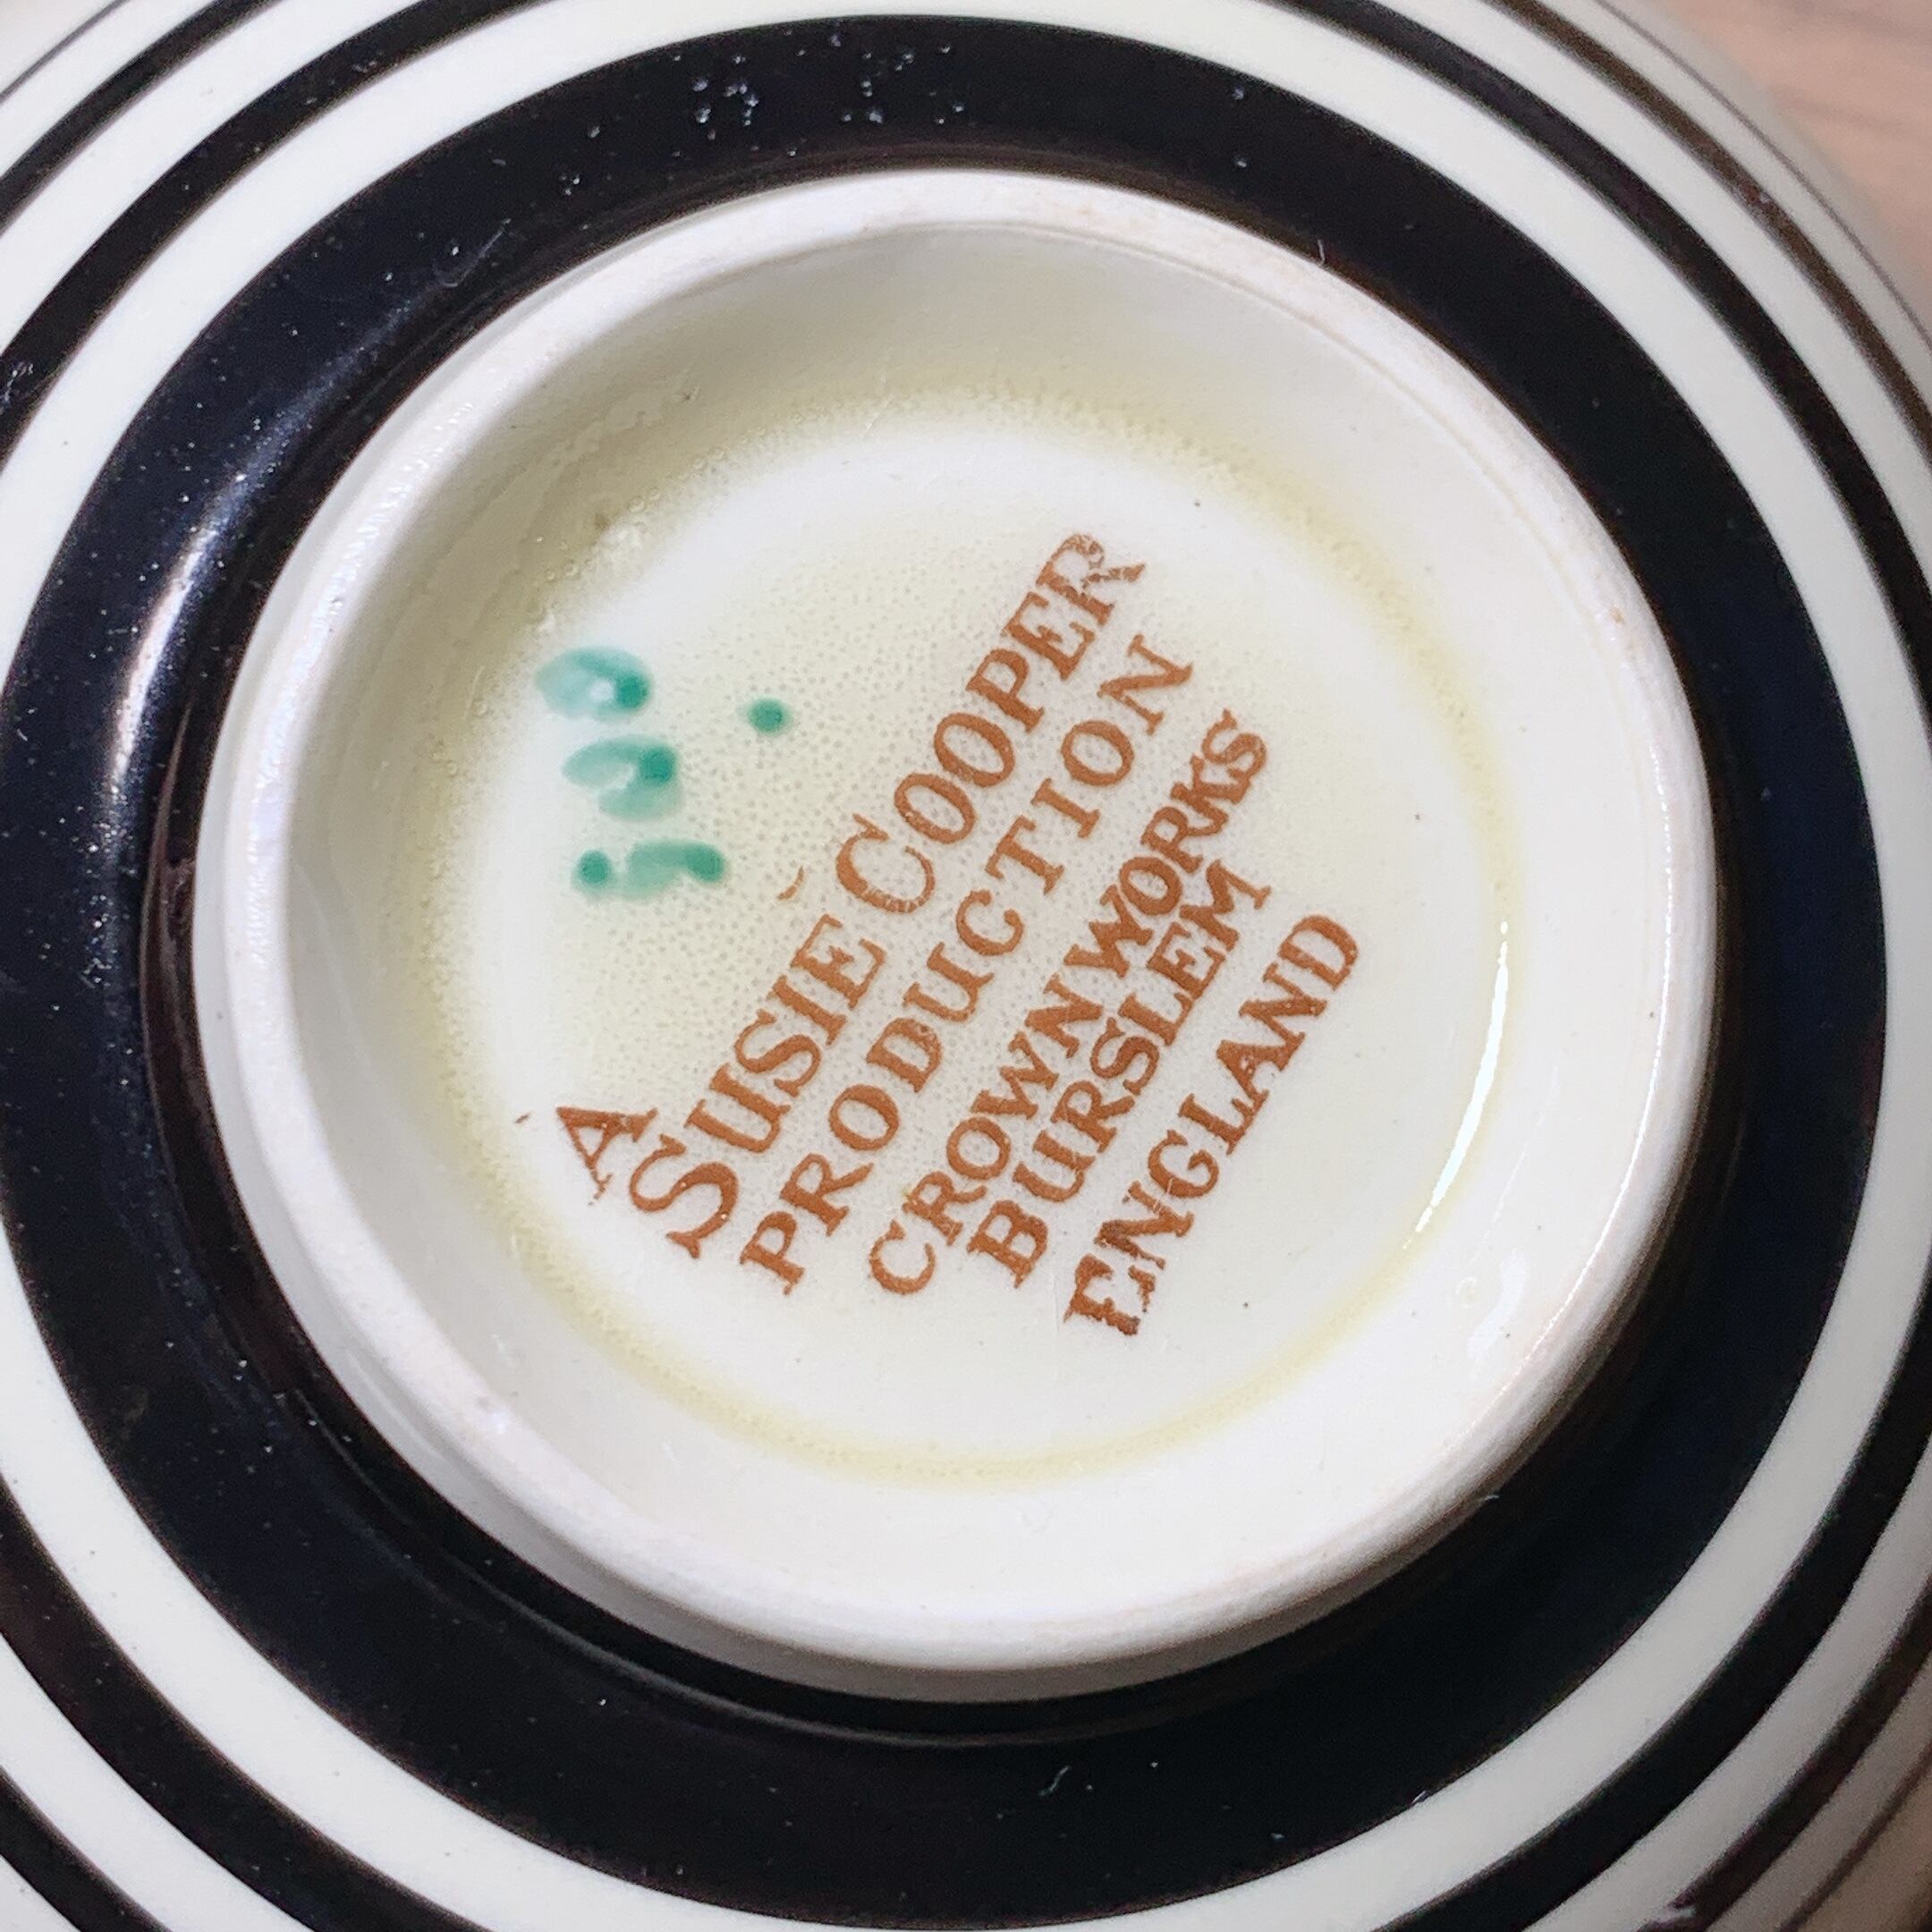 A
SUSIE COOPER
PRODUCTION
CROWN WORKS
BURSLEM
ENGLAND